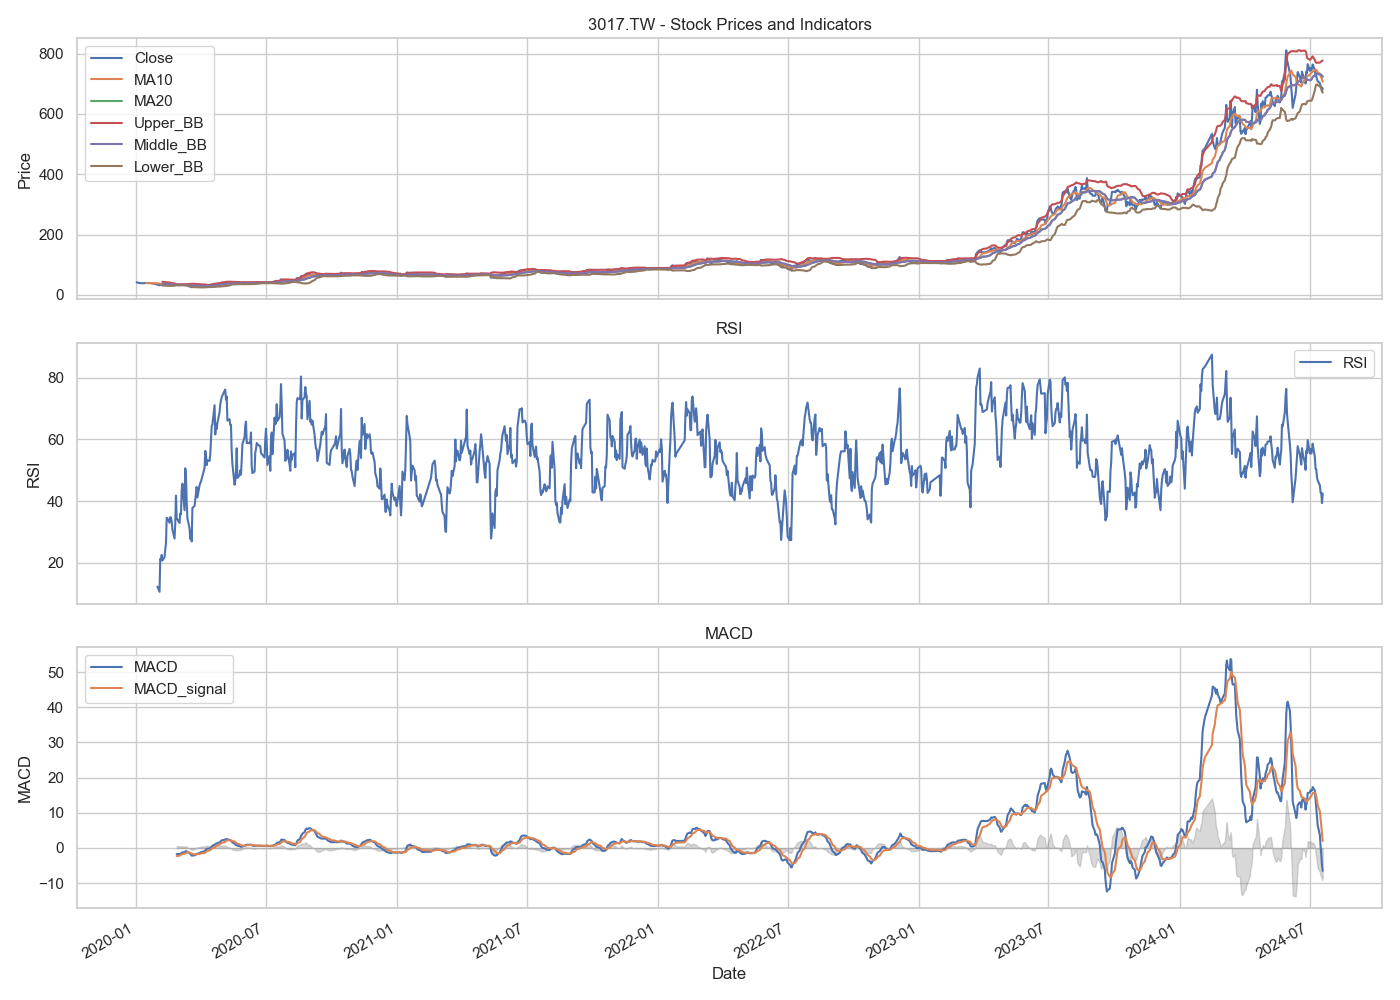 3017.TW - Stock Prices and Indicators
Close
MA10
MA20
Upper_BB
Middle_BB
Lower_BB
Price
800
600
400
200
0
RSI
RSI
RSI
80
60
40
20
MACD
MACD
MACD_signal
MACD
50
40
30
20
10
0
−10
2020-01
2020-07
2021-01
2021-07
2022-01
2022-07
2023-01
2023-07
2024-01
2024-07
Date